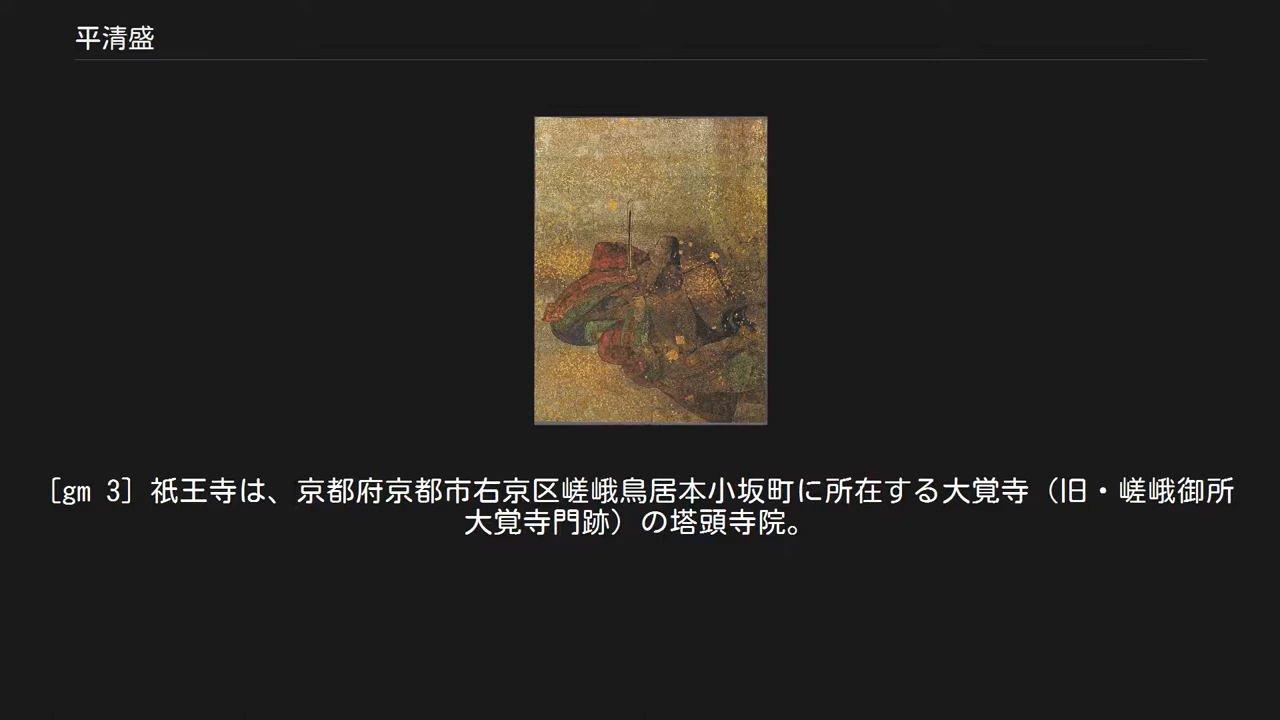 平清盛
[gm 3] 祇王寺は、京都府京都市右京区嵯峨鳥居本小坂町に所在する大覚寺（旧・嵯峨御所
大覚寺門跡）の塔頭寺院。